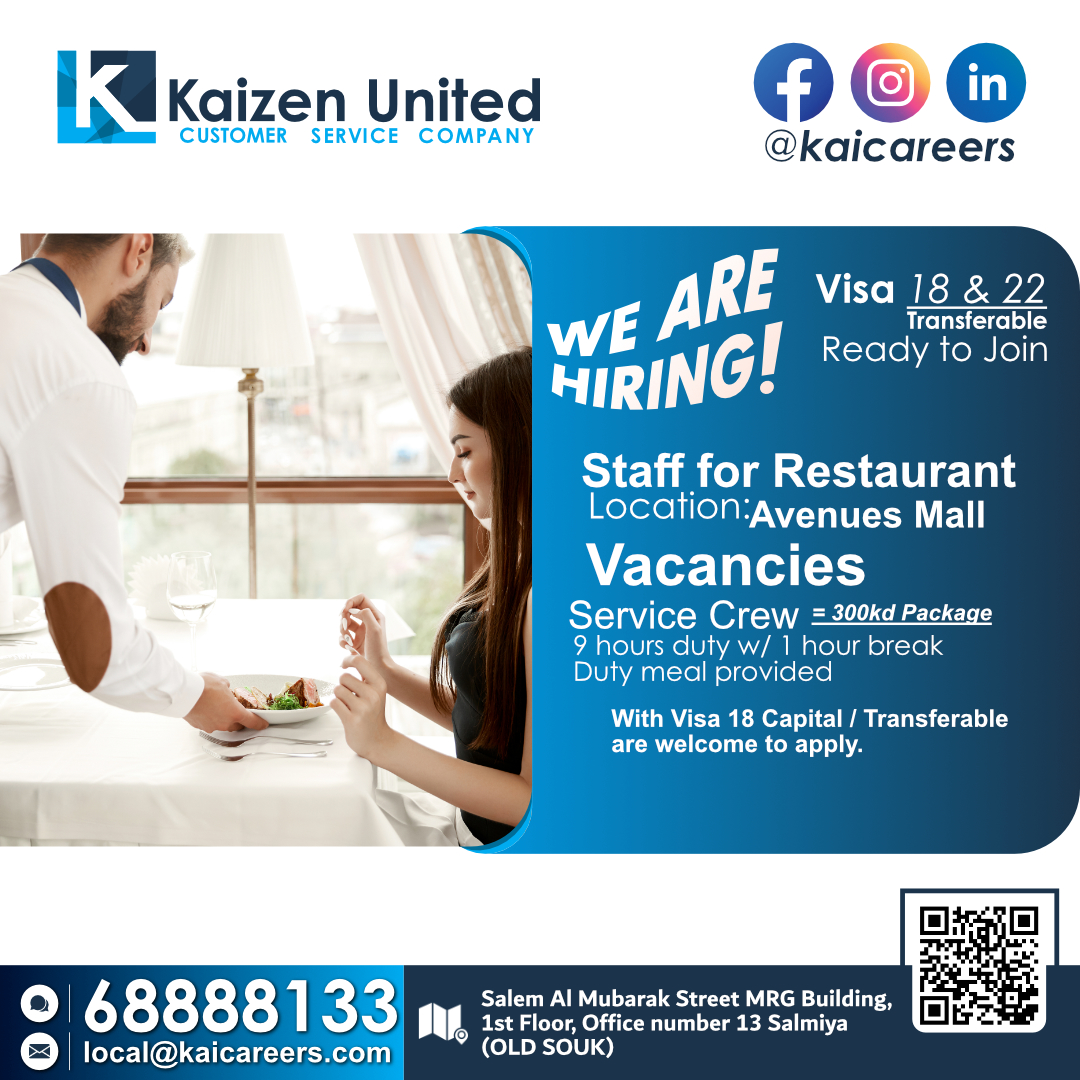 K Kaizen United
CUSTOMER SERVICE COMPANY
f in
@kaicareers
WE ARE
HIRING!
Visa 18 & 22
Transferable
Ready to Join
Staff for Restaurant
Location: Avenues Mall
Vacancies
Service Crew = 300kd Package
9 hours duty w/ 1 hour break
Duty meal provided
With Visa 18 Capital / Transferable
are welcome to apply.
68888133
local@kaicareers.com
Salem Al Mubarak Street MRG Building,
1st Floor, Office number 13 Salmiya
(OLD SOUK)